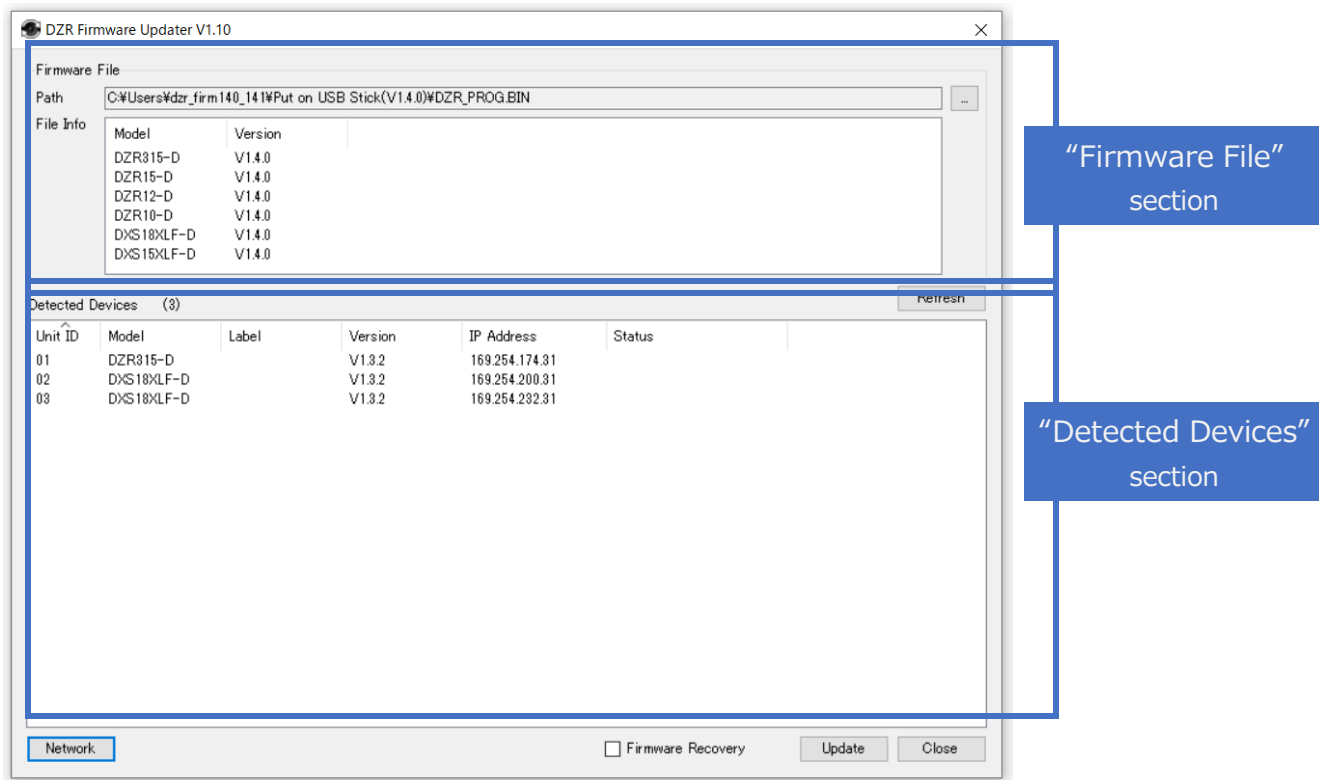 DZR Firmware Updater V1.10
Firmware File
Path C:¥Users¥dzr_firm140_141¥Put on USB Stick(V1.4.0)¥DZR_PROG.BIN ...
File Info
Model Version
DZR315-D V1.4.0
DZR15-D V1.4.0
DZR12-D V1.4.0
DZR10-D V1.4.0
DXS18XLF-D V1.4.0
DXS15XLF-D V1.4.0
“Firmware File”
section
Refresh
Detected Devices (3)
Unit ID Model Label Version IP Address Status
01 DZR315-D V1.3.2 169.254.174.31
02 DXS18XLF-D V1.3.2 169.254.200.31
03 DXS18XLF-D V1.3.2 169.254.232.31
“Detected Devices”
section
Network Firmware Recovery Update Close